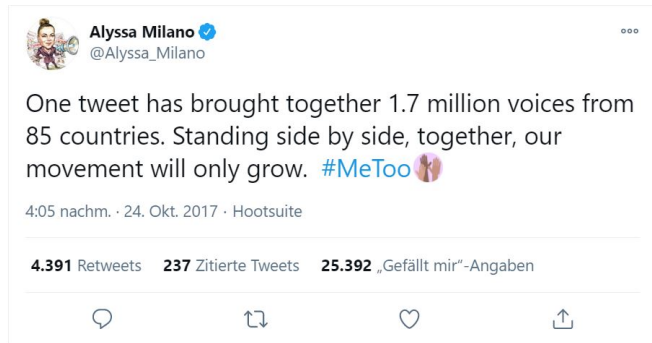 Alyssa Milano
@Alyssa_Milano
One tweet has brought together 1.7 million voices from
85 countries. Standing side by side, together, our
movement will only grow. #MeToo
4:05 nachm. · 24. Okt. 2017 · Hootsuite
4.391 Retweets 237 Zitierte Tweets 25.392 „Gefällt mir“-Angaben